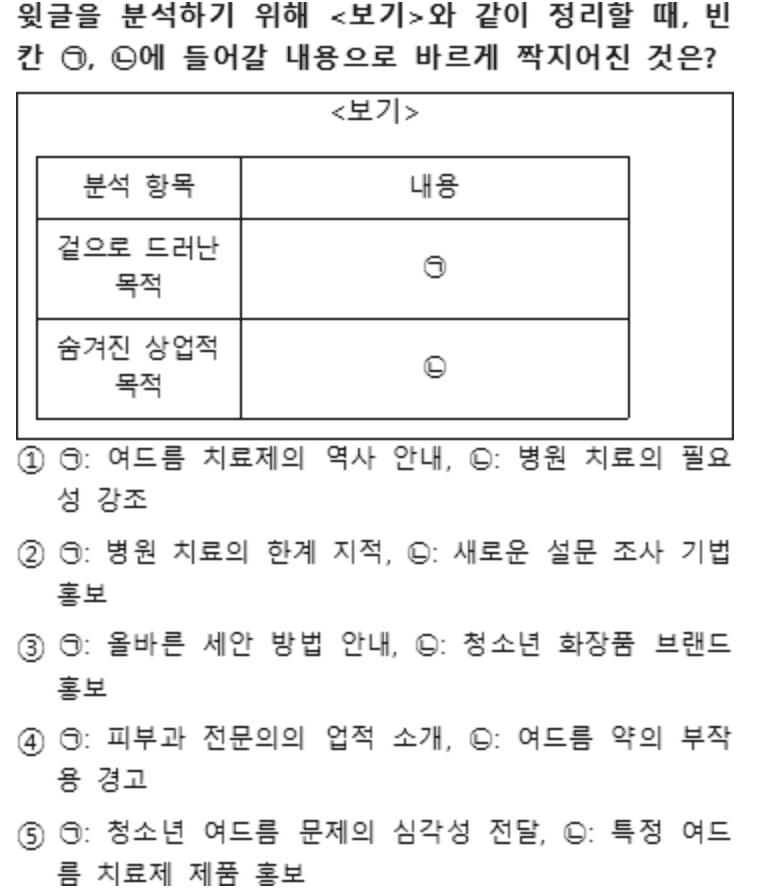 윗글을 분석하기 위해 <보기>와 같이 정리할 때, 빈
칸 ㉠, ㉡에 들어갈 내용으로 바르게 짝지어진 것은?
<보기>
분석 항목 내용
겉으로 드러난
목적
㉠
숨겨진 상업적
목적
㉡
① ㉠: 여드름 치료제의 역사 안내, ㉡: 병원 치료의 필요
성 강조
② ㉠: 병원 치료의 한계 지적, ㉡: 새로운 설문 조사 기법
홍보
③ ㉠: 올바른 세안 방법 안내, ㉡: 청소년 화장품 브랜드
홍보
④ ㉠: 피부과 전문의의 업적 소개, ㉡: 여드름 약의 부작
용 경고
⑤ ㉠: 청소년 여드름 문제의 심각성 전달, ㉡: 특정 여드
름 치료제 제품 홍보